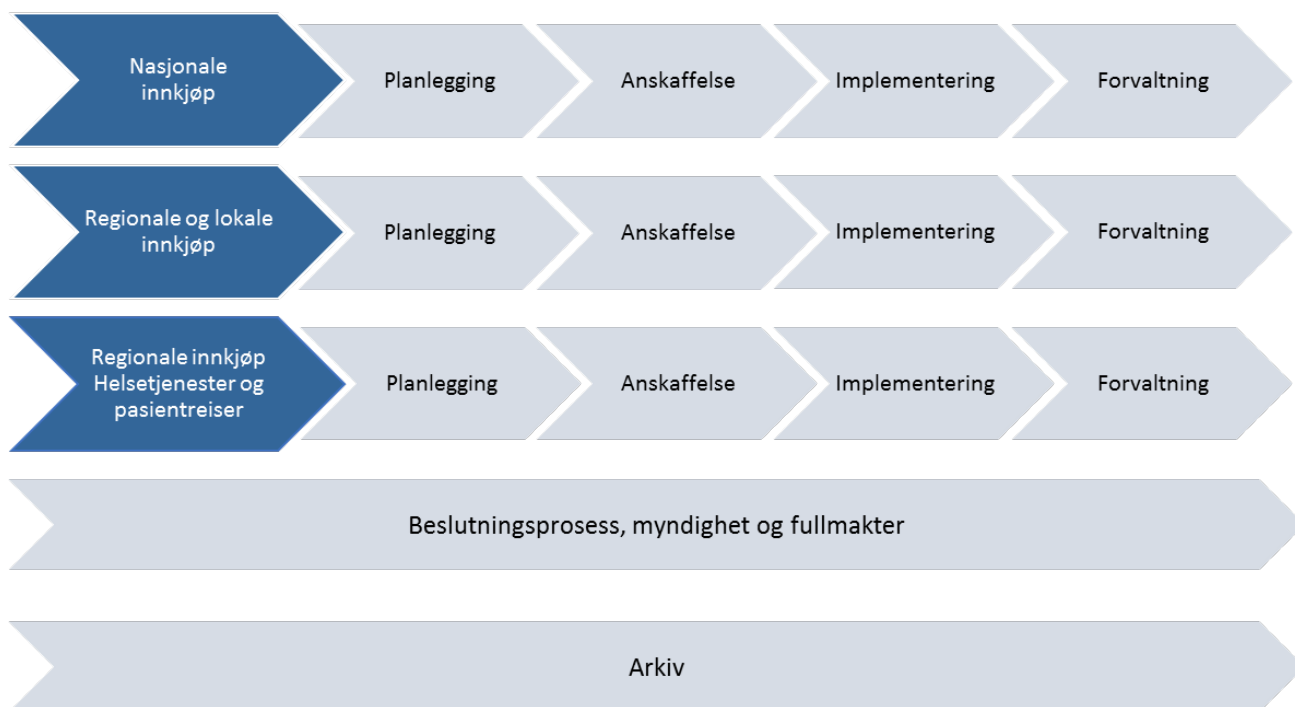 Nasjonale
innkjøp
Planlegging
Anskaffelse
Implementering
Forvaltning
Regionale og lokale
innkjøp
Planlegging
Anskaffelse
Implementering
Forvaltning
Regionale innkjøp
Helsetjenester og
pasientreiser
Planlegging
Anskaffelse
Implementering
Forvaltning
Beslutningsprosess, myndighet og fullmakter
Arkiv